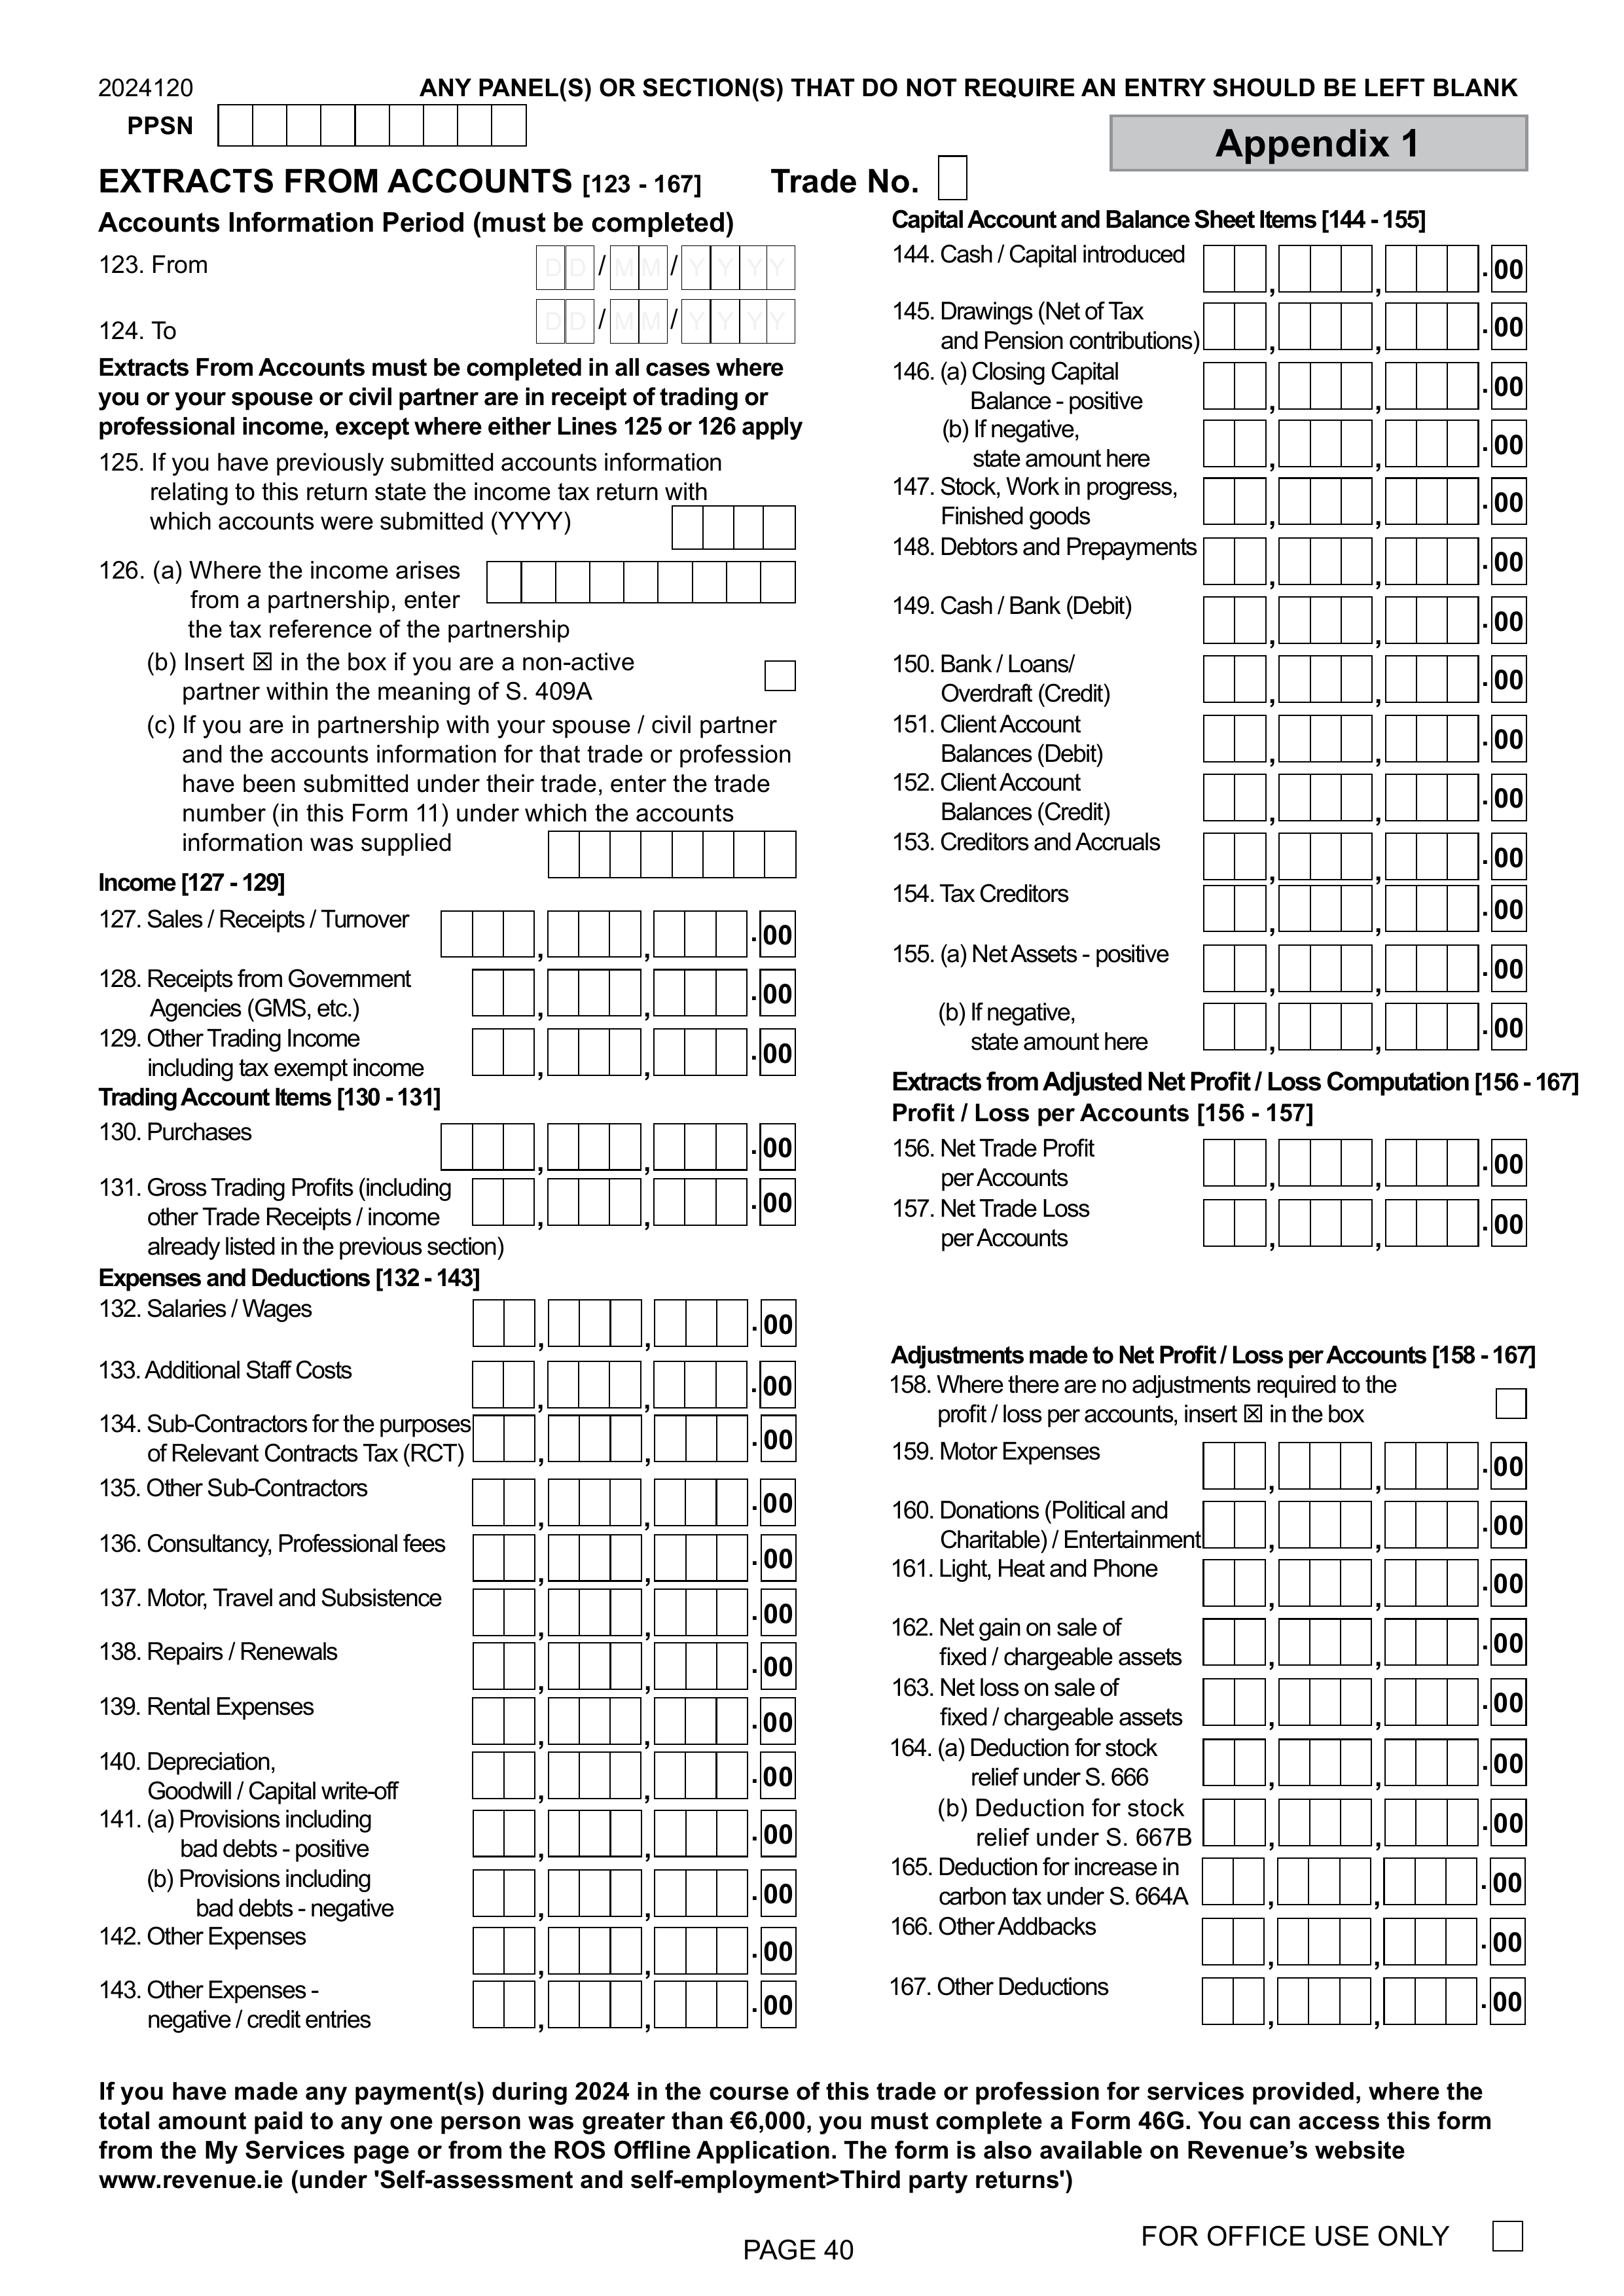 2024120
ANY PANEL(S) OR SECTION(S) THAT DO NOT REQUIRE AN ENTRY SHOULD BE LEFT BLANK
PPSN
Appendix 1
EXTRACTS FROM ACCOUNTS [123 - 167]
Trade No.
Accounts Information Period (must be completed)
123. From DD/MM/YYYY
124. To DD/MM/YYYY
Extracts From Accounts must be completed in all cases where
you or your spouse or civil partner are in receipt of trading or
professional income, except where either Lines 125 or 126 apply
125. If you have previously submitted accounts information
relating to this return state the income tax return with
which accounts were submitted (YYYY)
126. (a) Where the income arises
from a partnership, enter
the tax reference of the partnership
(b) Insert ☒ in the box if you are a non-active
partner within the meaning of S. 409A
(c) If you are in partnership with your spouse / civil partner
and the accounts information for that trade or profession
have been submitted under their trade, enter the trade
number (in this Form 11) under which the accounts
information was supplied
Income [127 - 129]
127. Sales / Receipts / Turnover , , .00
128. Receipts from Government
Agencies (GMS, etc.) , , .00
129. Other Trading Income
including tax exempt income , , .00
Trading Account Items [130 - 131]
130. Purchases , , .00
131. Gross Trading Profits (including
other Trade Receipts / income , , .00
already listed in the previous section)
Expenses and Deductions [132 - 143]
132. Salaries / Wages , , .00
133. Additional Staff Costs , , .00
134. Sub-Contractors for the purposes
of Relevant Contracts Tax (RCT) , , .00
135. Other Sub-Contractors , , .00
136. Consultancy, Professional fees , , .00
137. Motor, Travel and Subsistence , , .00
138. Repairs / Renewals , , .00
139. Rental Expenses , , .00
140. Depreciation,
Goodwill / Capital write-off , , .00
141. (a) Provisions including
bad debts - positive , , .00
(b) Provisions including
bad debts - negative , , .00
142. Other Expenses , , .00
143. Other Expenses -
negative / credit entries , , .00
Capital Account and Balance Sheet Items [144 - 155]
144. Cash / Capital introduced , , .00
145. Drawings (Net of Tax
and Pension contributions) , , .00
146. (a) Closing Capital
Balance - positive , , .00
(b) If negative,
state amount here , , .00
147. Stock, Work in progress,
Finished goods , , .00
148. Debtors and Prepayments , , .00
149. Cash / Bank (Debit) , , .00
150. Bank / Loans/
Overdraft (Credit) , , .00
151. Client Account
Balances (Debit) , , .00
152. Client Account
Balances (Credit) , , .00
153. Creditors and Accruals , , .00
154. Tax Creditors , , .00
155. (a) Net Assets - positive , , .00
(b) If negative,
state amount here , , .00
Extracts from Adjusted Net Profit / Loss Computation [156 - 167]
Profit / Loss per Accounts [156 - 157]
156. Net Trade Profit
per Accounts , , .00
157. Net Trade Loss
per Accounts , , .00
Adjustments made to Net Profit / Loss per Accounts [158 - 167]
158. Where there are no adjustments required to the
profit / loss per accounts, insert ☒ in the box
159. Motor Expenses , , .00
160. Donations (Political and
Charitable) / Entertainment , , .00
161. Light, Heat and Phone , , .00
162. Net gain on sale of
fixed / chargeable assets , , .00
163. Net loss on sale of
fixed / chargeable assets , , .00
164. (a) Deduction for stock
relief under S. 666 , , .00
(b) Deduction for stock
relief under S. 667B , , .00
165. Deduction for increase in
carbon tax under S. 664A , , .00
166. Other Addbacks , , .00
167. Other Deductions , , .00
If you have made any payment(s) during 2024 in the course of this trade or profession for services provided, where the
total amount paid to any one person was greater than €6,000, you must complete a Form 46G. You can access this form
from the My Services page or from the ROS Offline Application. The form is also available on Revenue’s website
www.revenue.ie (under 'Self-assessment and self-employment>Third party returns')
PAGE 40
FOR OFFICE USE ONLY